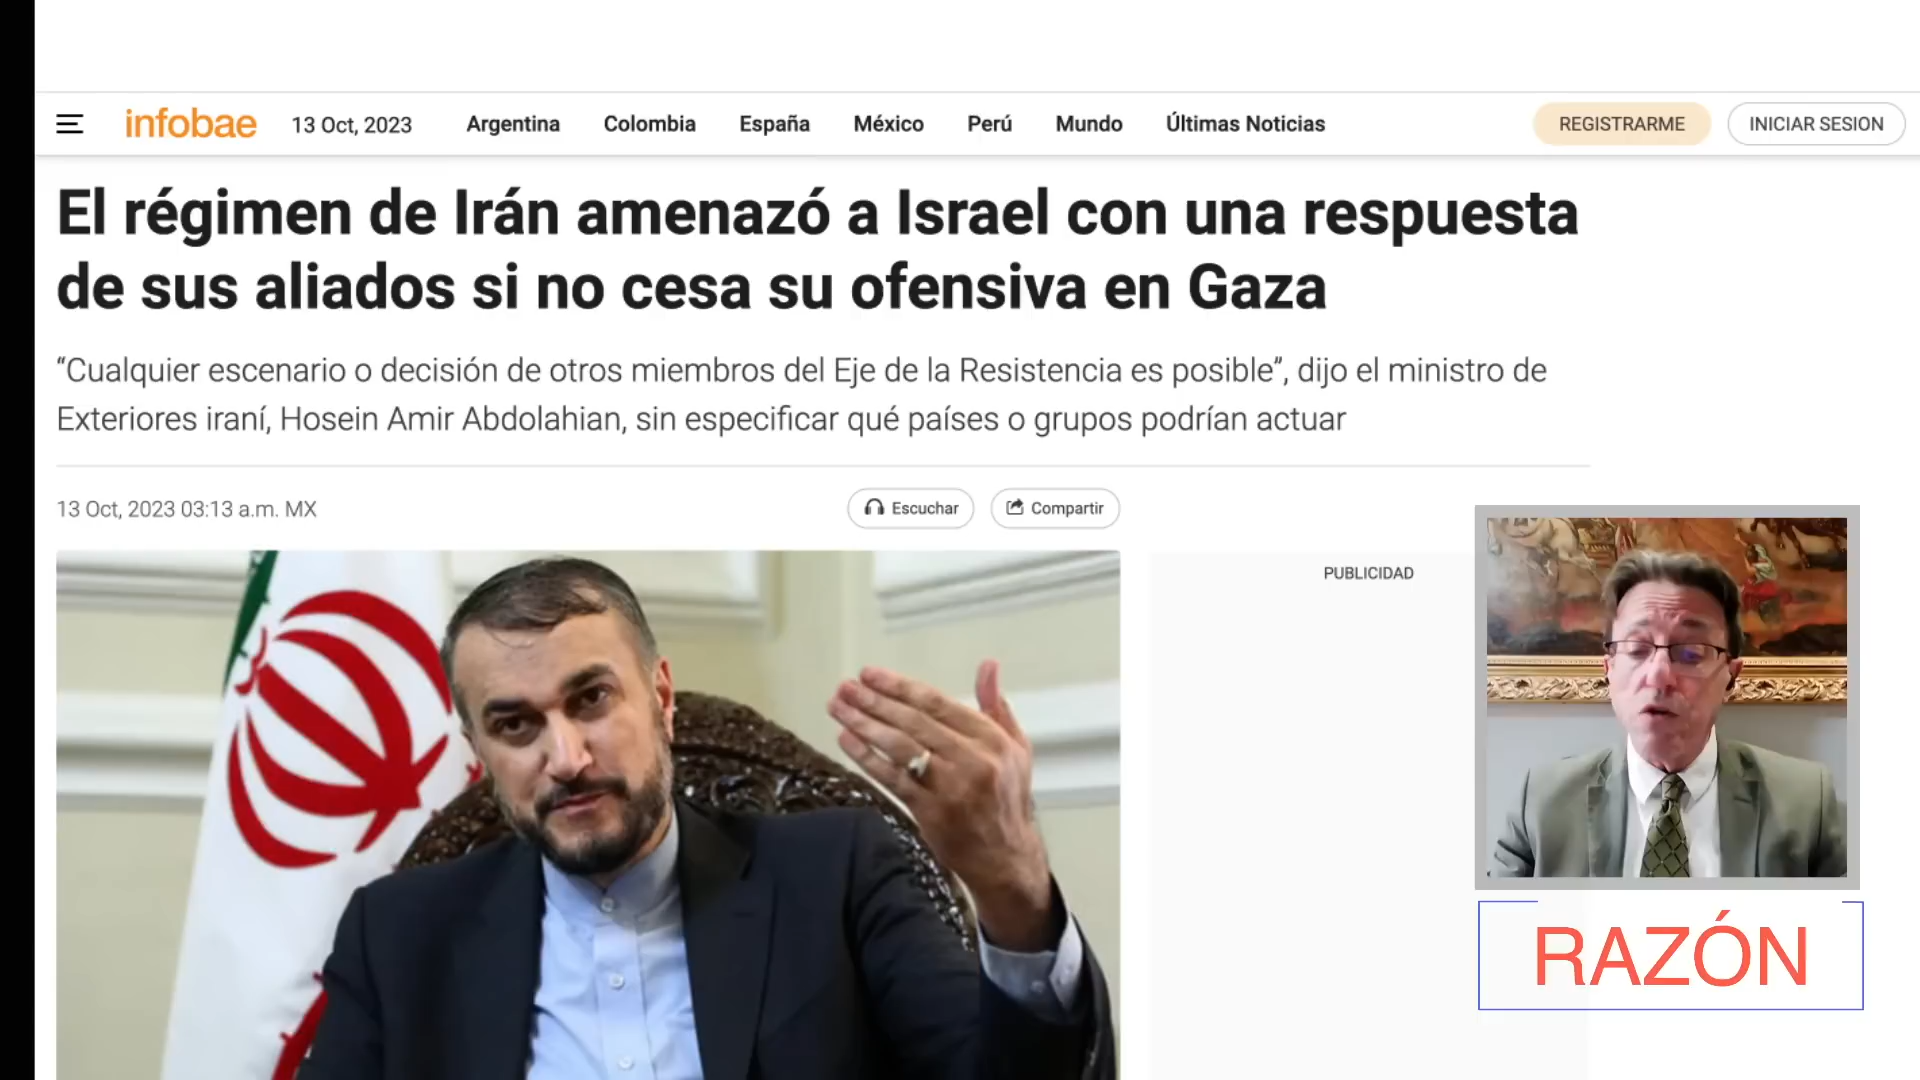 infobae 13 Oct, 2023 Argentina Colombia España México Perú Mundo Últimas Noticias REGISTRARME INICIAR SESION
El régimen de Irán amenazó a Israel con una respuesta
de sus aliados si no cesa su ofensiva en Gaza
“Cualquier escenario o decisión de otros miembros del Eje de la Resistencia es posible”, dijo el ministro de
Exteriores iraní, Hosein Amir Abdolahian, sin especificar qué países o grupos podrían actuar
13 Oct, 2023 03:13 a.m. MX Escuchar Compartir
PUBLICIDAD
RAZÓN